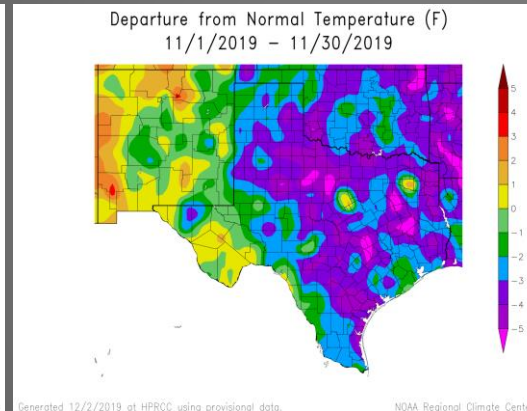 Departure from Normal Temperature (F)
11/1/2019 – 11/30/2019
5
4
3
2
1
0
-1
-2
-3
-4
-5
Generated 12/2/2019 at HPRCC using provisional data.
NOAA Regional Climate Cente